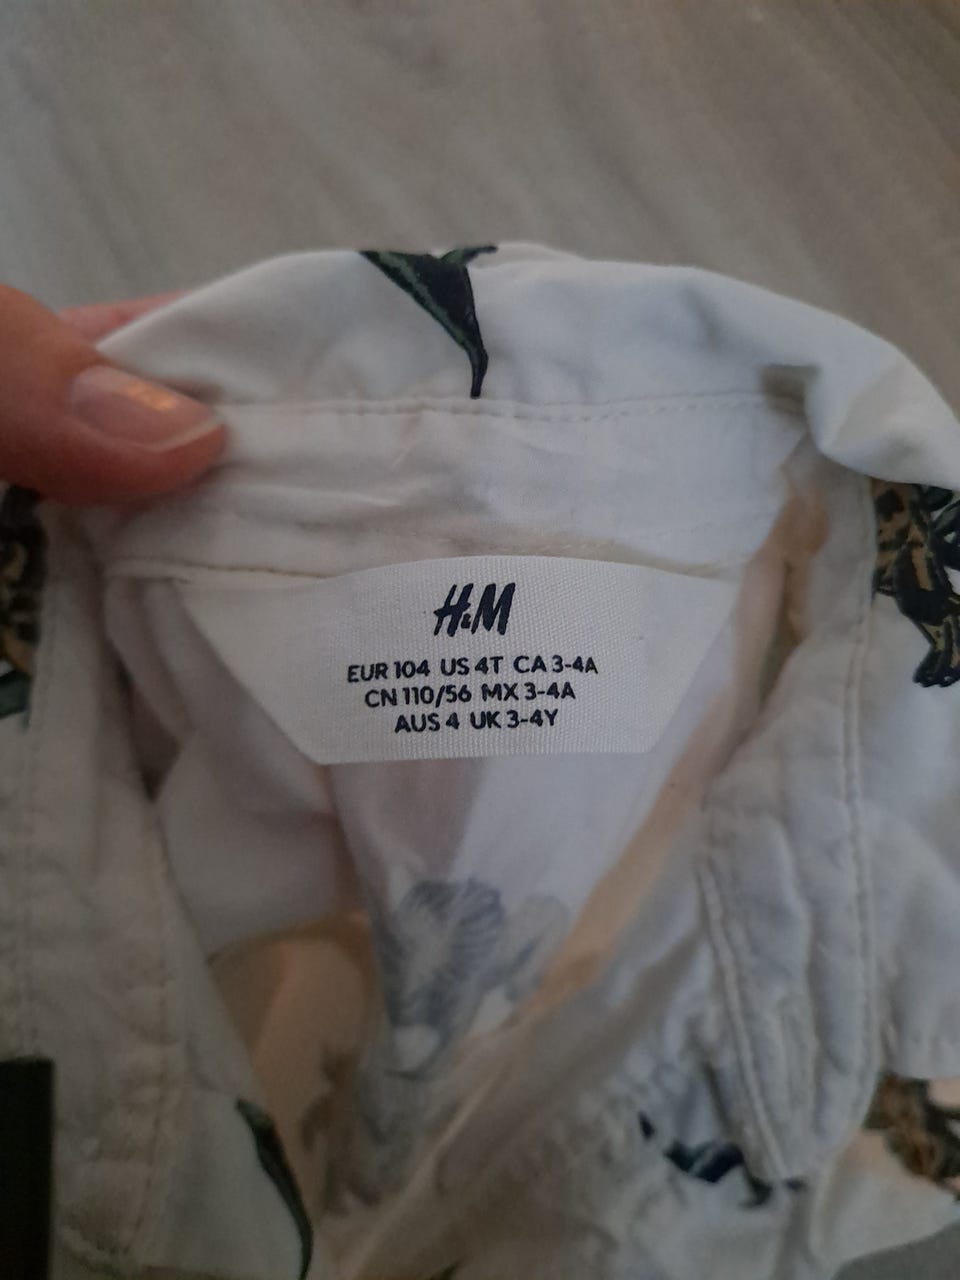 H&M
EUR 104 US 4T CA 3-4A
CN 110/56 MX 3-4A
AUS 4 UK 3-4Y